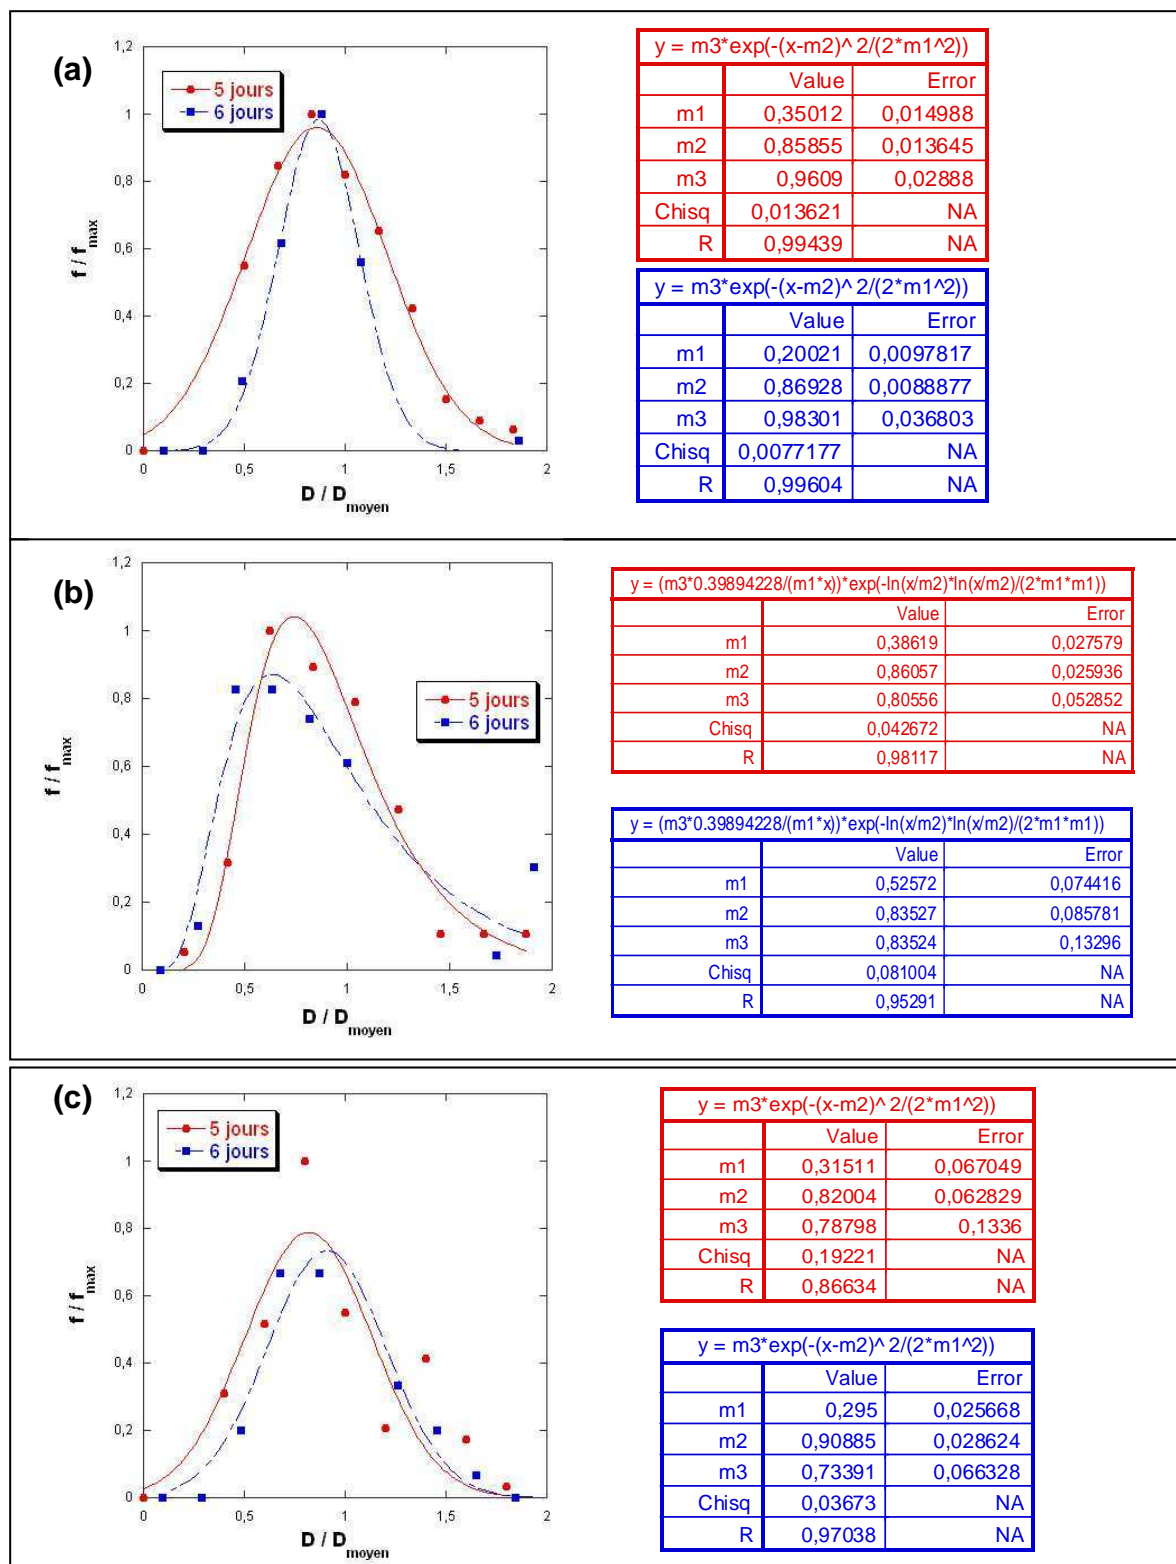 (a)
1,2
1
0,8
0,6
0,4
0,2
0
0
0,5
1
1,5
2
f / f max
D / D moyen
5 jours
6 jours
y = m3*exp(-(x-m2)^ 2/(2*m1^2))
Value Error
m1 0,35012 0,014988
m2 0,85855 0,013645
m3 0,9609 0,02888
Chisq 0,013621 NA
R 0,99439 NA
y = m3*exp(-(x-m2)^ 2/(2*m1^2))
Value Error
m1 0,20021 0,0097817
m2 0,86928 0,0088877
m3 0,98301 0,036803
Chisq 0,0077177 NA
R 0,99604 NA
(b)
1,2
1
0,8
0,6
0,4
0,2
0
0
0,5
1
1,5
2
f / f max
D / D moyen
5 jours
6 jours
y = (m3*0.39894228/(m1*x))*exp(-ln(x/m2)*ln(x/m2)/(2*m1*m1))
Value Error
m1 0,38619 0,027579
m2 0,86057 0,025936
m3 0,80556 0,052852
Chisq 0,042672 NA
R 0,98117 NA
y = (m3*0.39894228/(m1*x))*exp(-ln(x/m2)*ln(x/m2)/(2*m1*m1))
Value Error
m1 0,52572 0,074416
m2 0,83527 0,085781
m3 0,83524 0,13296
Chisq 0,081004 NA
R 0,95291 NA
(c)
1,2
1
0,8
0,6
0,4
0,2
0
0
0,5
1
1,5
2
f / f max
D / D moyen
5 jours
6 jours
y = m3*exp(-(x-m2)^ 2/(2*m1^2))
Value Error
m1 0,31511 0,067049
m2 0,82004 0,062829
m3 0,78798 0,1336
Chisq 0,19221 NA
R 0,86634 NA
y = m3*exp(-(x-m2)^ 2/(2*m1^2))
Value Error
m1 0,295 0,025668
m2 0,90885 0,028624
m3 0,73391 0,066328
Chisq 0,03673 NA
R 0,97038 NA